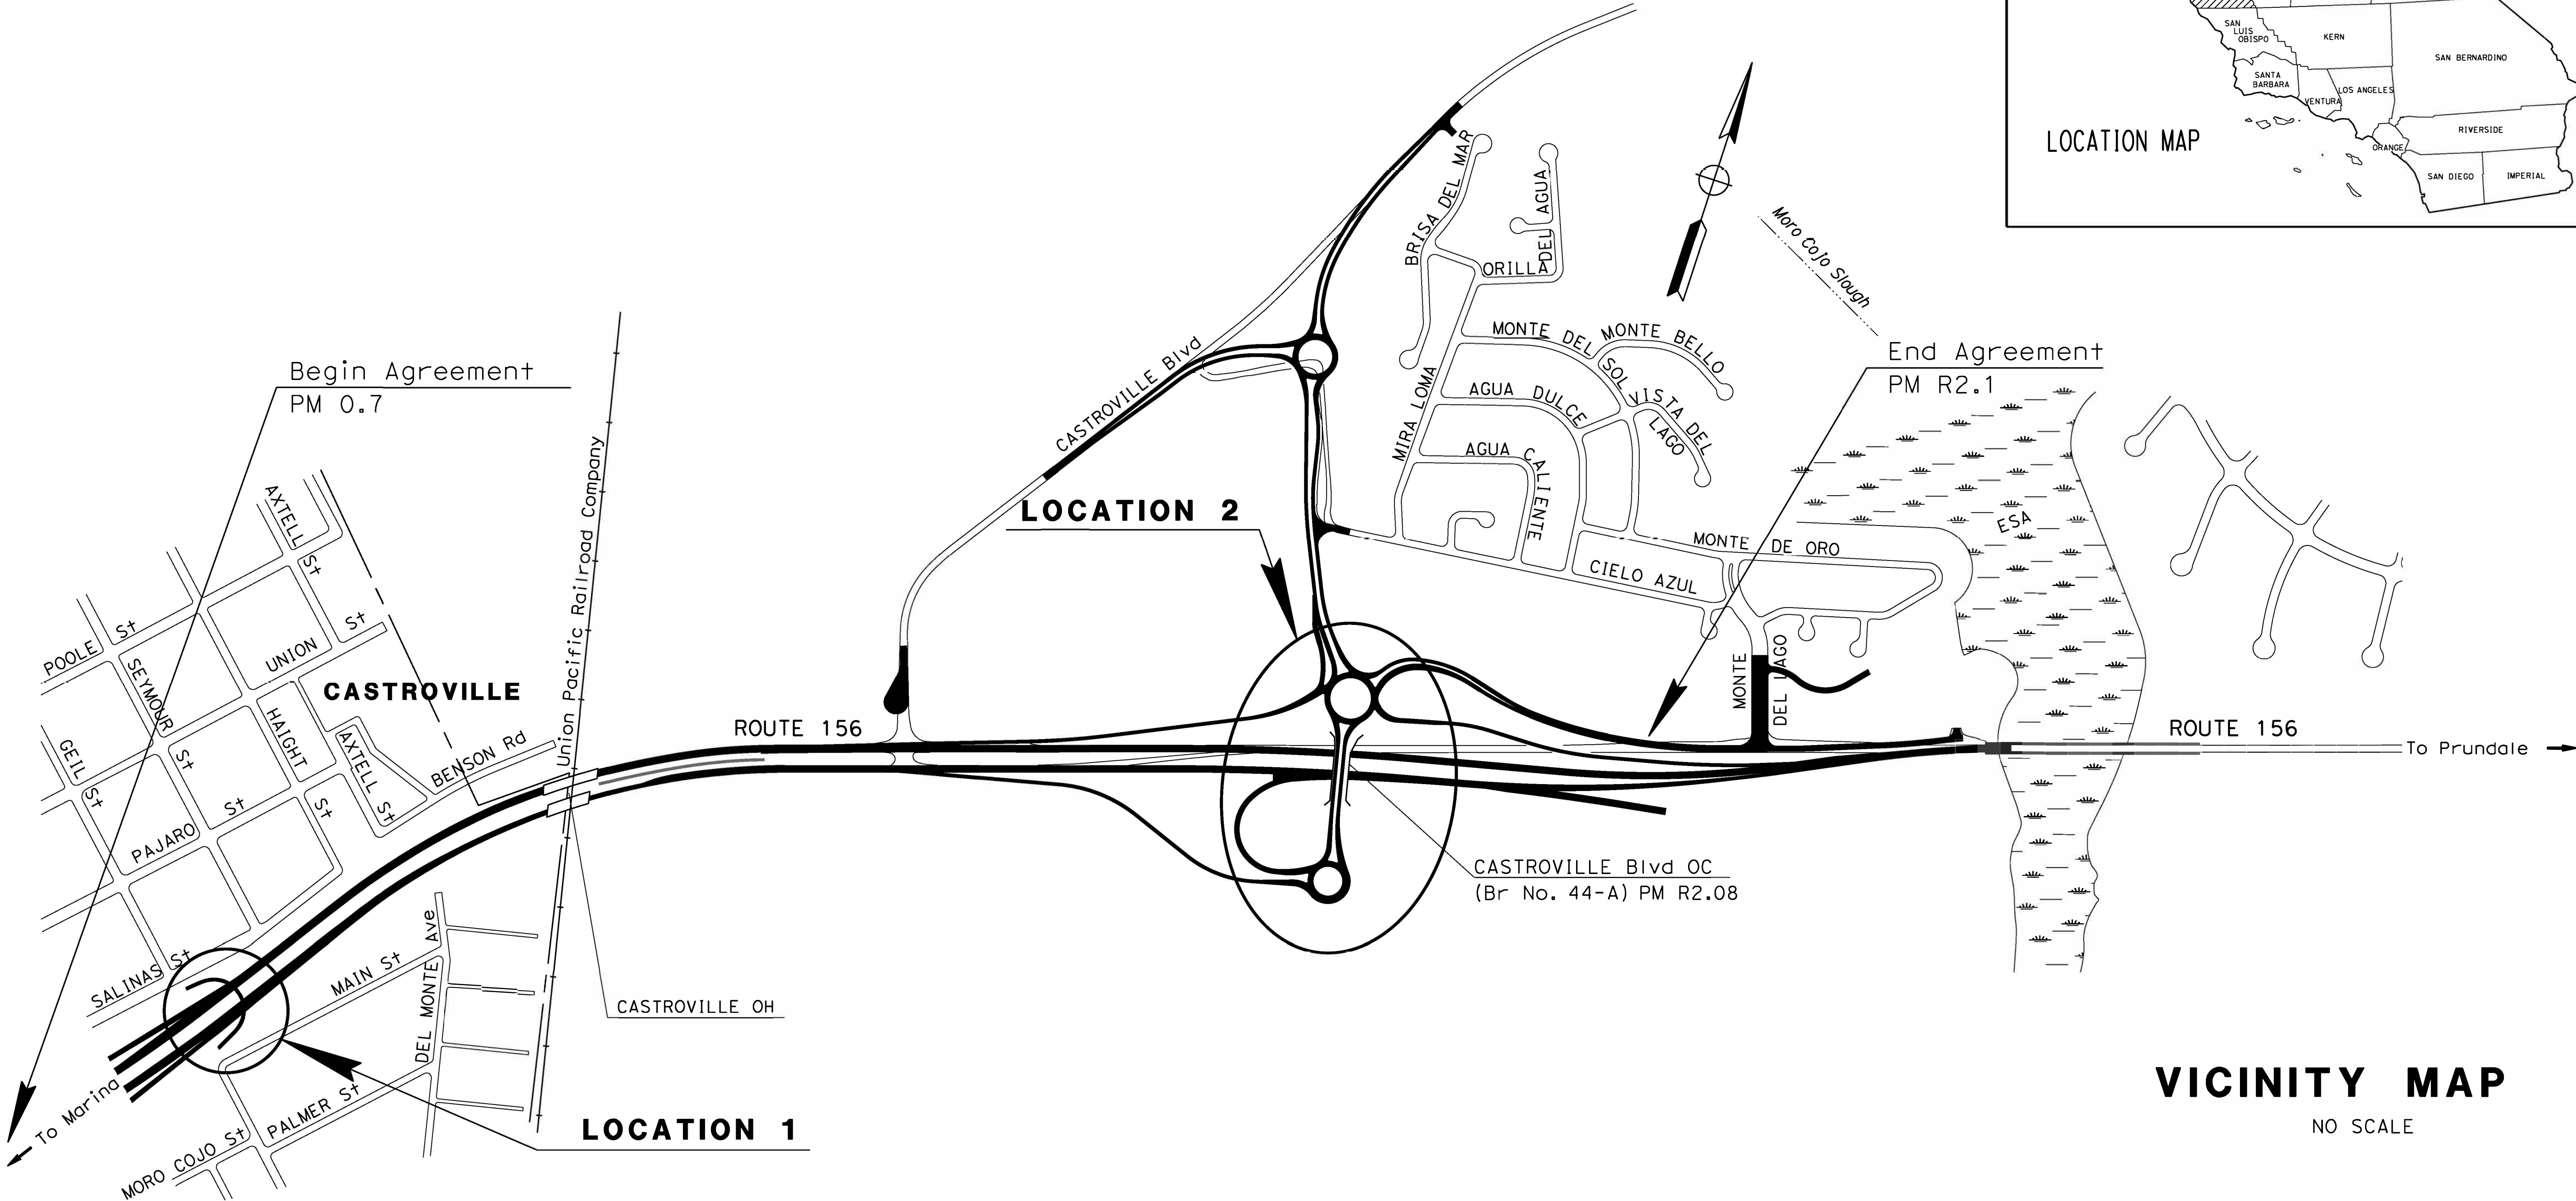 SAN
LUIS
OBISPO
KERN
SAN BERNARDINO
SANTA
BARBARA
VENTURA
LOS ANGELES
RIVERSIDE
ORANGE
SAN DIEGO
IMPERIAL
LOCATION MAP
Begin Agreement
PM 0.7
Union Pacific Railroad Company
CASTROVILLE Blvd
BRISA DEL MAR
ORILLA
DEL AGUA
Moro Cojo Slough
MONTE DEL SOL
MONTE BELLO
MIRA LOMA
AGUA DULCE
VISTA DEL
LAGO
AGUA CALIENTE
End Agreement
PM R2.1
ESA
MONTE DE ORO
CIELO AZUL
MONTE
DEL LAGO
LOCATION 2
AXTELL St
POOLE St
SEYMOUR St
UNION St
CASTROVILLE
HAIGHT St
AXTELL St
GEIL St
BENSON Rd
PAJARO St
ROUTE 156
ROUTE 156
To Prundale
CASTROVILLE Blvd OC
(Br No. 44-A) PM R2.08
SALINAS St
MAIN St
DEL MONTE Ave
CASTROVILLE OH
To Marina
PALMER St
MORO COJO St
LOCATION 1
VICINITY MAP
NO SCALE